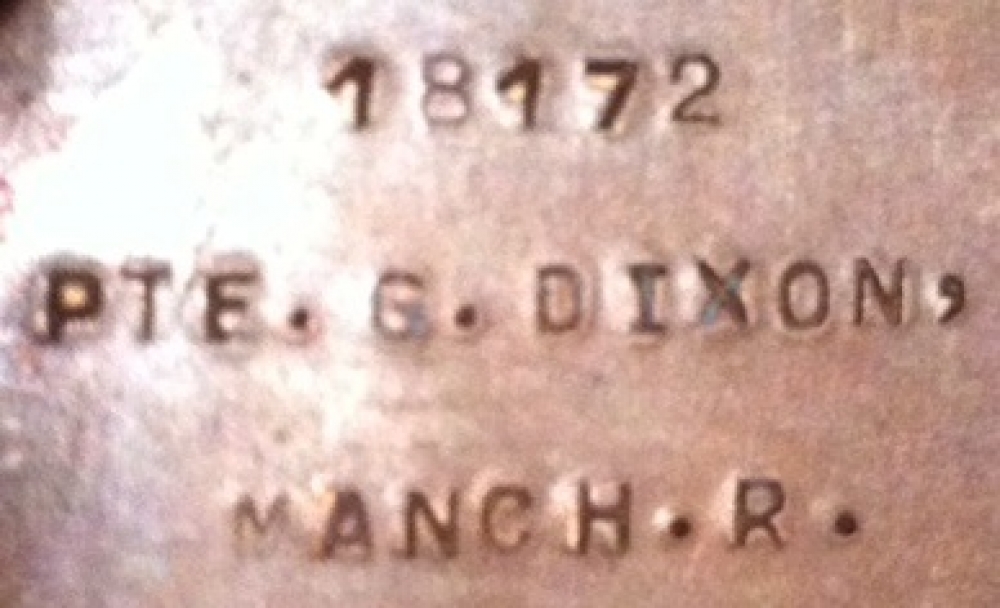 18172
PTE. G. DIXON,
MANCH. R.